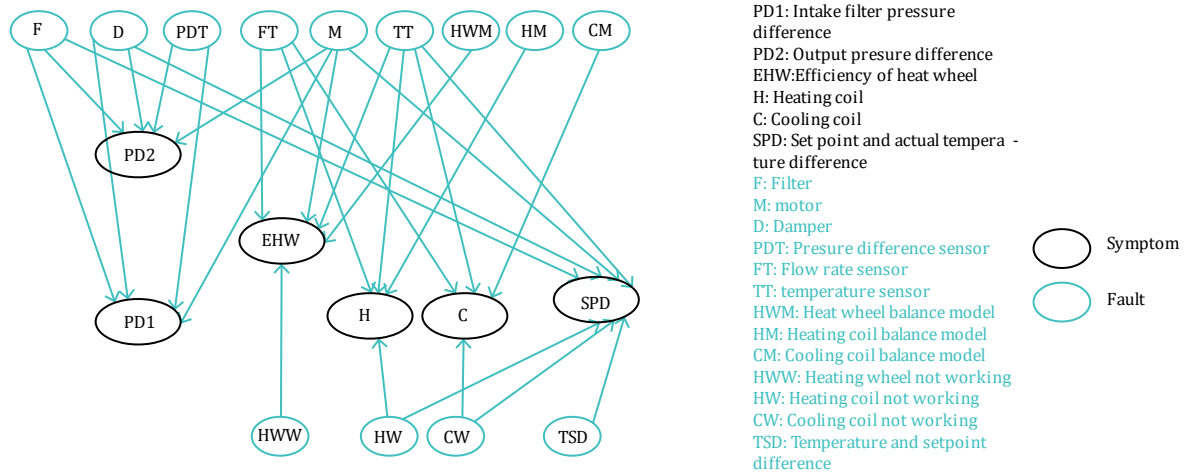 F
D
PDT
FT
M
TT
HWM
HM
CM
PD2
EHW
PD1
H
C
SPD
HWW
HW
CW
TSD
PD1: Intake filter pressure
difference
PD2: Output presure difference
EHW:Efficiency of heat wheel
H: Heating coil
C: Cooling coil
SPD: Set point and actual tempera -
ture difference
F: Filter
M: motor
D: Damper
PDT: Presure difference sensor
FT: Flow rate sensor
TT: temperature sensor
HWM: Heat wheel balance model
HM: Heating coil balance model
CM: Cooling coil balance model
HWW: Heating wheel not working
HW: Heating coil not working
CW: Cooling coil not working
TSD: Temperature and setpoint
difference
Symptom
Fault